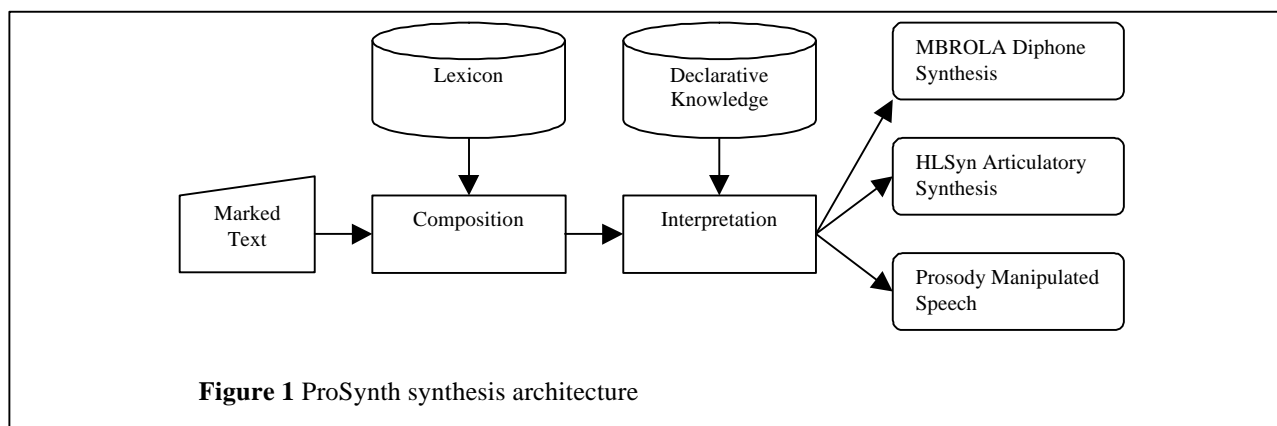 Lexicon
Declarative
Knowledge
MBROLA Diphone
Synthesis
HLSyn Articulatory
Synthesis
Marked
Text
Composition
Interpretation
Prosody Manipulated
Speech
Figure 1 ProSynth synthesis architecture